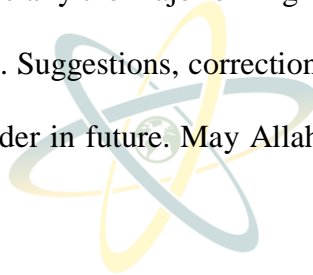 . Suggestions, correction
der in future. May Allah